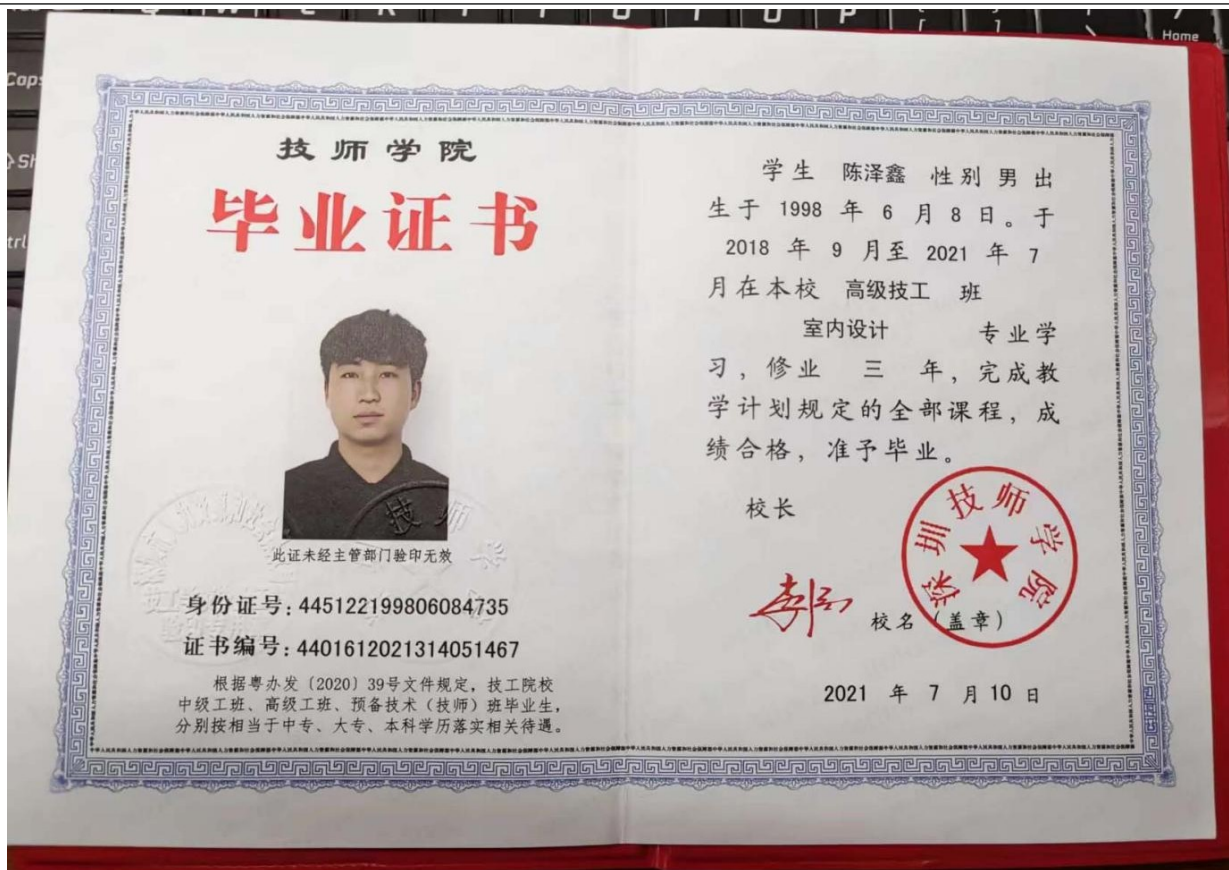 技师学院
毕业证书
此证未经主管部门验印无效
身份证号:445122199806084735
证书编号:4401612021314051467
根据粤办发〔2020〕39号文件规定,技工院校
中级工班、高级工班、预备技术(技师)班毕业生,
分别按相当于中专、大专、本科学历落实相关待遇。
学生 陈泽鑫 性别 男 出
生于 1998 年 6 月 8 日。于
2018 年 9 月至 2021 年 7
月在本校 高级技工 班
室内设计 专业学
习,修业 三 年,完成教
学计划规定的全部课程,成
绩合格,准予毕业。
校长
深圳技师学院
校名(盖章)
2021 年 7 月 10 日
Home